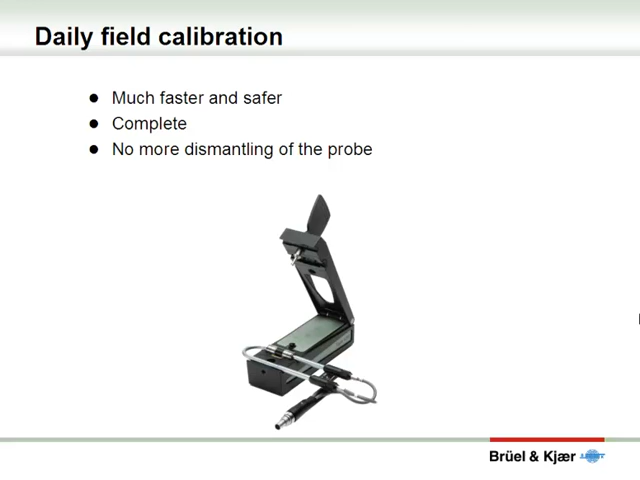 Daily field calibration
● Much faster and safer
● Complete
● No more dismantling of the probe
Brüel & Kjær